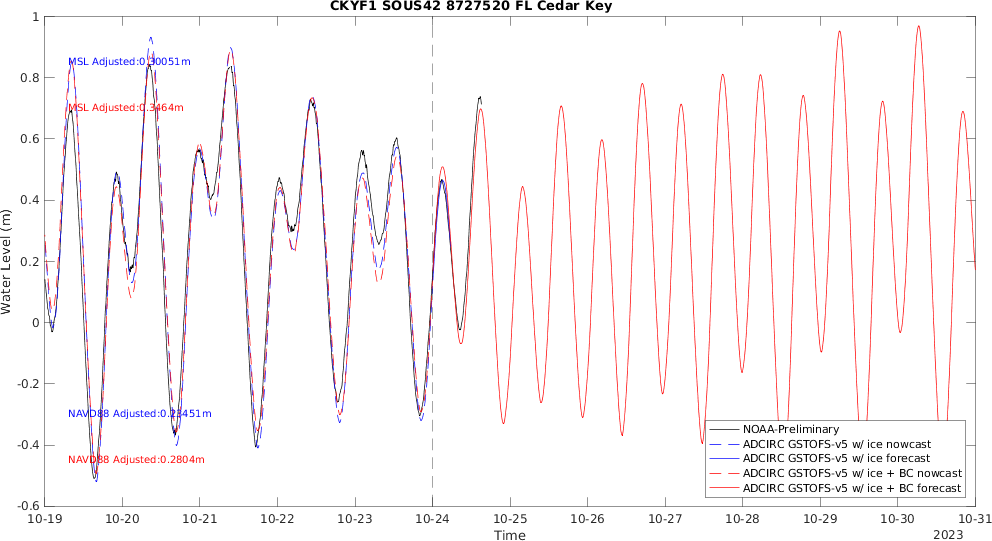 CKYF1 SOUS42 8727520 FL Cedar Key
1
0.8
0.6
0.4
0.2
0
-0.2
-0.4
-0.6
Water Level (m)
MSL Adjusted:0.30051m
MSL Adjusted:0.3464m
NAVD88 Adjusted:0.23451m
NAVD88 Adjusted:0.2804m
NOAA-Preliminary
ADCIRC GSTOFS-v5 w/ ice nowcast
ADCIRC GSTOFS-v5 w/ ice forecast
ADCIRC GSTOFS-v5 w/ ice + BC nowcast
ADCIRC GSTOFS-v5 w/ ice + BC forecast
10-19 10-20 10-21 10-22 10-23 10-24 10-25 10-26 10-27 10-28 10-29 10-30 10-31
Time
2023